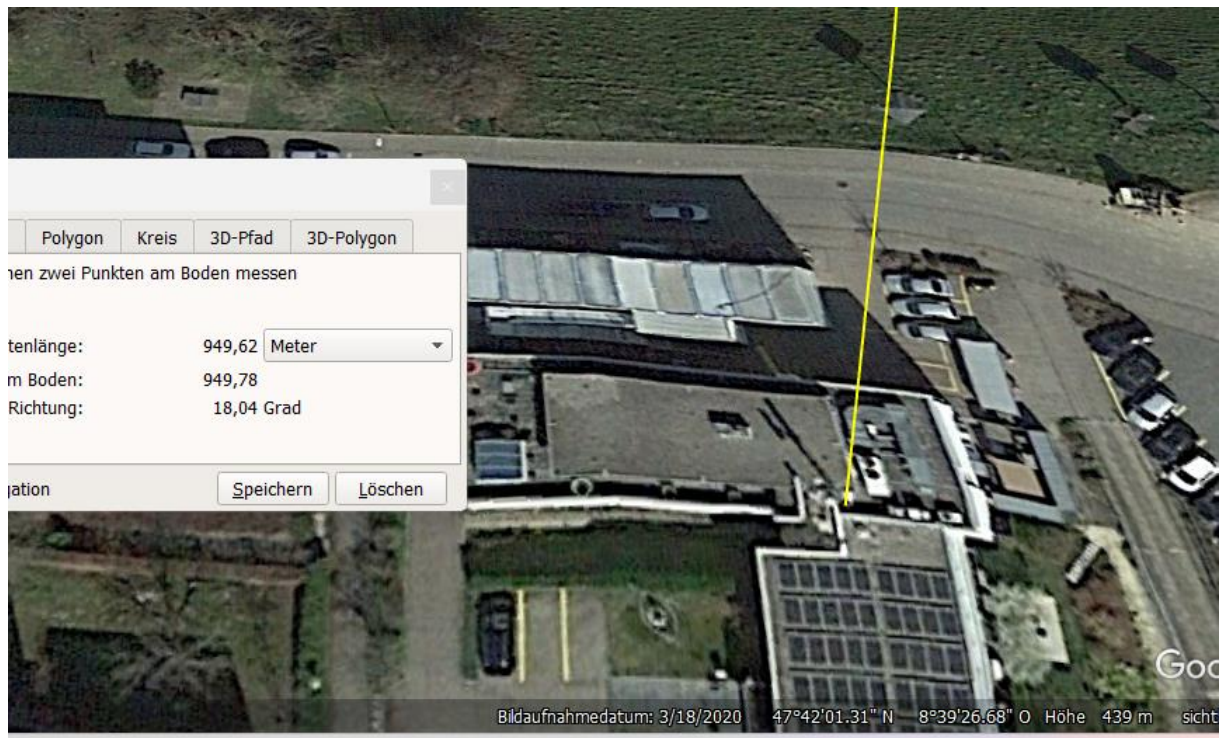 Polygon Kreis 3D-Pfad 3D-Polygon
nen zwei Punkten am Boden messen
tenlänge: 949,62 Meter
m Boden: 949,78
Richtung: 18,04 Grad
gation Speichern Löschen
Goo
Bildaufnahmedatum: 3/18/2020 47°42'01.31" N 8°39'26.68" O Höhe 439 m sicht